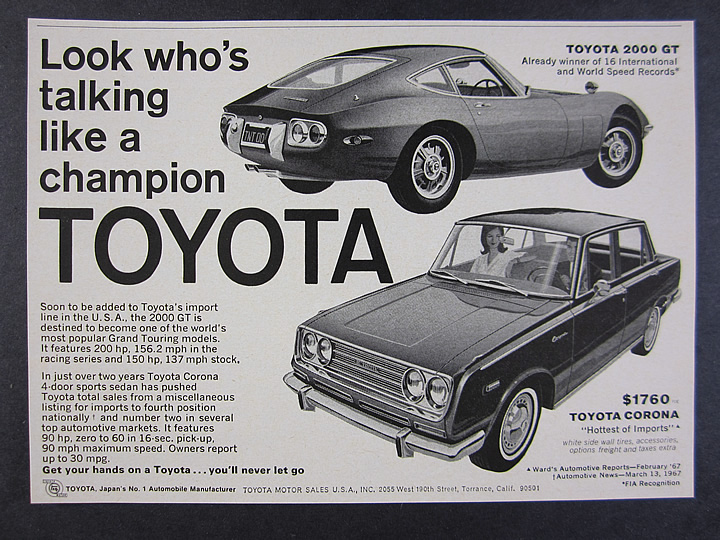 Look who's
talking
like a
champion
TOYOTA
TOYOTA 2000 GT
Already winner of 16 International
and World Speed Records*
Soon to be added to Toyota's import
line in the U.S.A., the 2000 GT is
destined to become one of the world's
most popular Grand Touring models.
It features 200 hp, 156.2 mph in the
racing series and 150 hp, 137 mph stock.
In just over two years Toyota Corona
4-door sports sedan has pushed
Toyota total sales from a miscellaneous
listing for imports to fourth position
nationally† and number two in several
top automotive markets. It features
90 hp, zero to 60 in 16-sec. pick-up,
90 mph maximum speed. Owners report
up to 30 mpg.
Get your hands on a Toyota...you'll never let go
$1760
TOYOTA CORONA
"Hottest of Imports"▲
white side wall tires, accessories,
options freight and taxes extra
▲Ward's Automotive Reports—February '67
†Automotive News—March 13, 1967
*FIA Recognition
TOYOTA, Japan's No. 1 Automobile Manufacturer TOYOTA MOTOR SALES U.S.A., INC. 2055 West 190th Street, Torrance, Calif. 90501